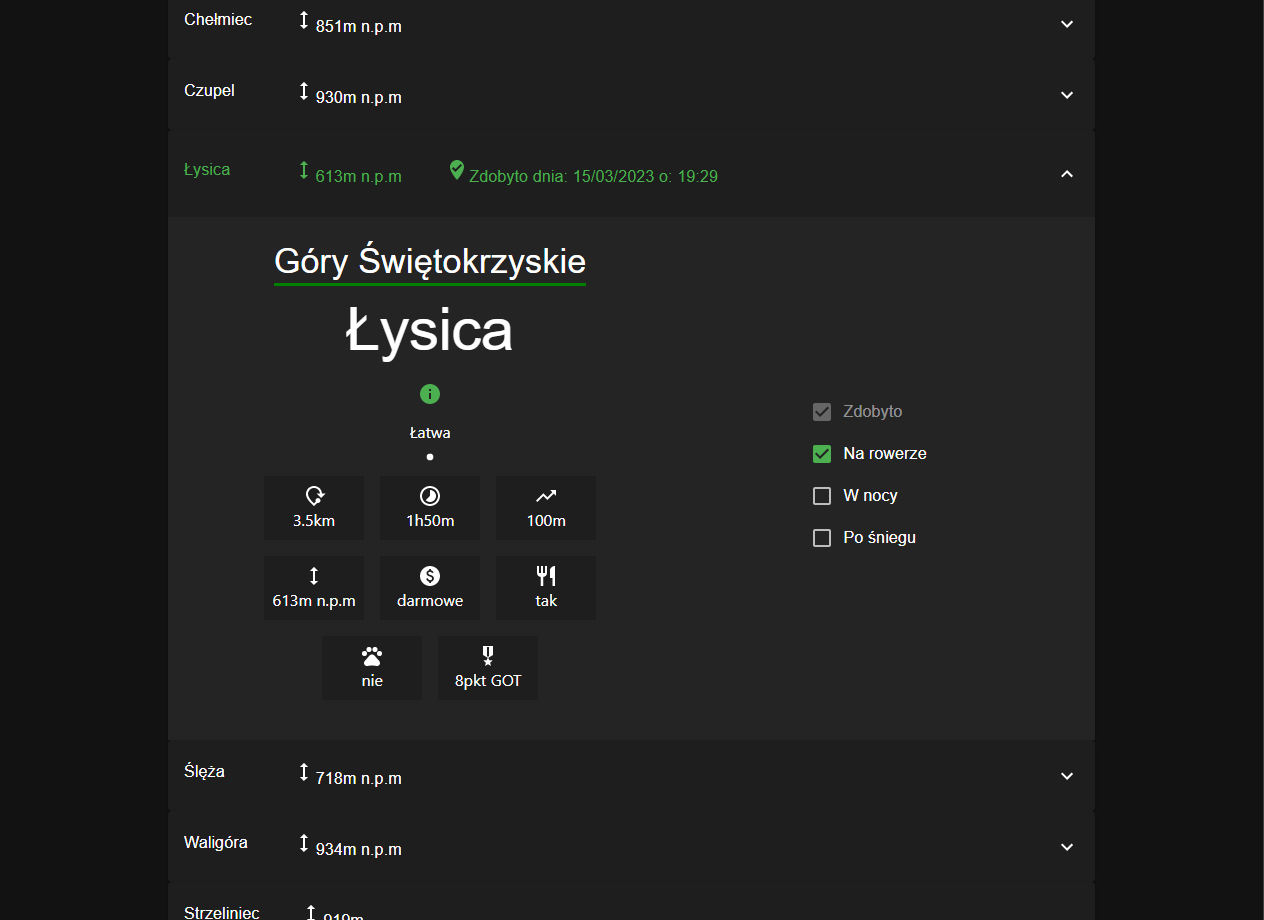 Chełmiec 851m n.p.m
Czupel 930m n.p.m
Łysica 613m n.p.m Zdobyto dnia: 15/03/2023 o: 19:29
Góry Świętokrzyskie
Łysica
Łatwa
3.5km 1h50m 100m
613m n.p.m darmowe tak
nie 8pkt GOT
Zdobyto
Na rowerze
W nocy
Po śniegu
Ślęża 718m n.p.m
Waligóra 934m n.p.m
Strzeliniec 919m